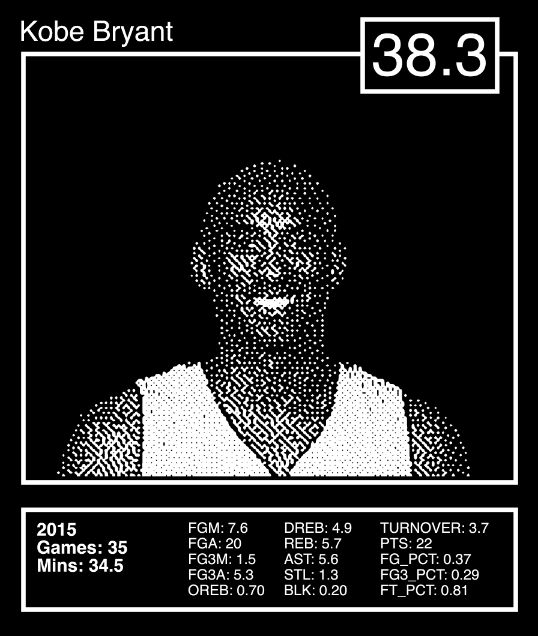 Kobe Bryant
38.3
2015
Games: 35
Mins: 34.5
FGM: 7.6
FGA: 20
FG3M: 1.5
FG3A: 5.3
OREB: 0.70
DREB: 4.9
REB: 5.7
AST: 5.6
STL: 1.3
BLK: 0.20
TURNOVER: 3.7
PTS: 22
FG_PCT: 0.37
FG3_PCT: 0.29
FT_PCT: 0.81